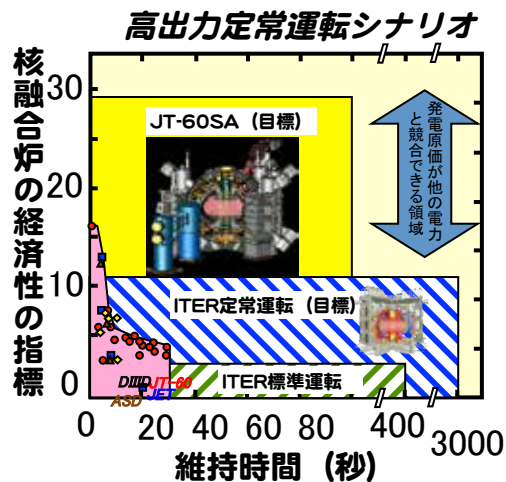 高出力定常運転シナリオ
核融合炉の経済性の指標
30
20
10
0
JT-60SA（目標）
発電原価が他の電力
と競合できる領域
ITER定常運転（目標）
ITER標準運転
DIIID
JT-60
ASD
JET
0
20
40
60
80
400
3000
維持時間（秒）